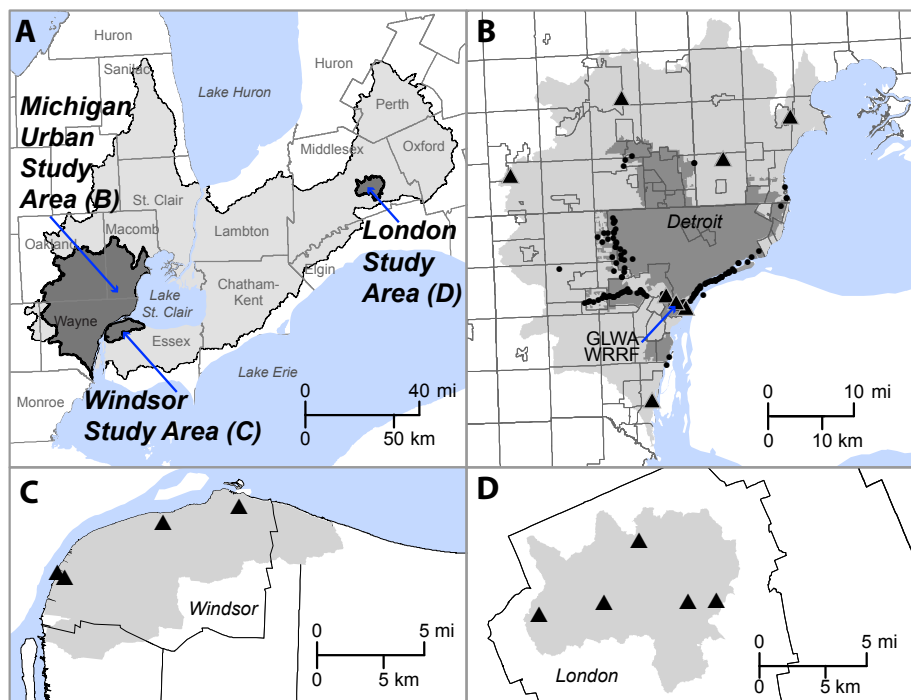 A
Huron
Sanilac
Lake Huron
Huron
Perth
Oxford
Middlesex
Michigan
Urban
Study
Area (B)
St. Clair
Macomb
Oakland
Lambton
London
Study
Area (D)
Elgin
Chatham-
Kent
Lake
St. Clair
Wayne
Essex
Lake Erie
Monroe
Windsor
Study Area (C)
0 40 mi
0 50 km
B
Detroit
GLWA
WRRF
0 10 mi
0 10 km
C
Windsor
0 5 mi
0 5 km
D
London
0 5 mi
0 5 km